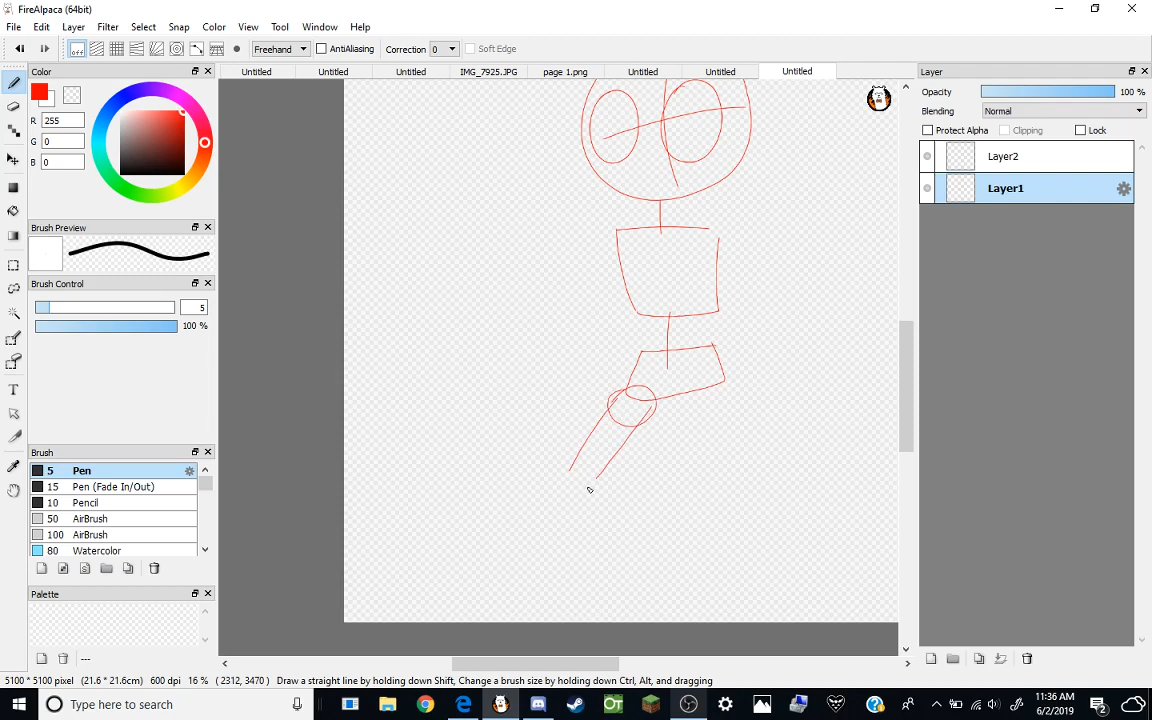 FireAlpaca (64bit)
File Edit Layer Filter Select Snap Color View Tool Window Help
off Freehand AntiAliasing Correction 0 Soft Edge
Color
R 255
G 0
B 0
Brush Preview
Brush Control
5
100 %
Brush
5 Pen
15 Pen (Fade In/Out)
10 Pencil
50 AirBrush
100 AirBrush
80 Watercolor
Palette
---
Untitled Untitled Untitled IMG_7925.JPG page 1.png Untitled Untitled Untitled
Layer
Opacity 100 %
Blending Normal
Protect Alpha Clipping Lock
Layer2
Layer1
5100 * 5100 pixel (21.6 * 21.6cm) 600 dpi 16 % ( 2312, 3470 ) Draw a straight line by holding down Shift, Change a brush size by holding down Ctrl, Alt, and dragging
Type here to search
OT
11:36 AM
6/2/2019
2